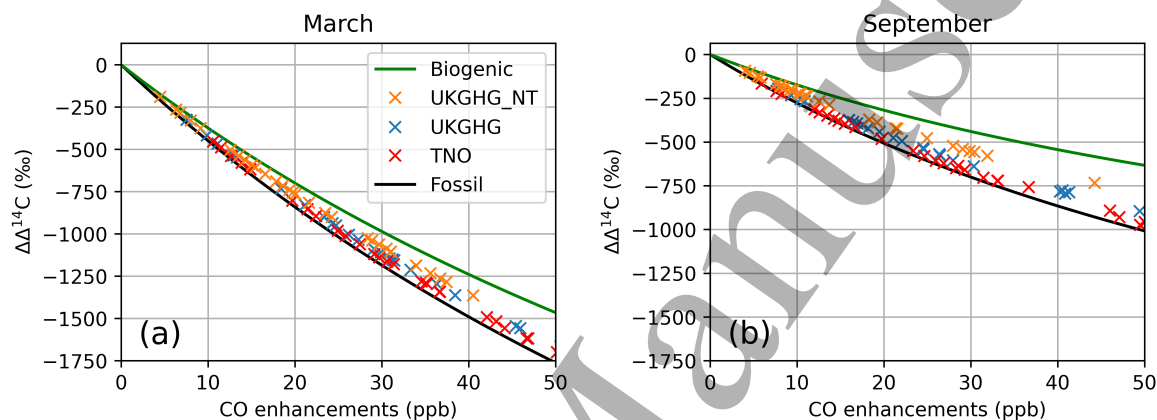 March
0
−250
−500
−750
−1000
−1250
−1500
−1750
ΔΔ¹⁴C (‰)
Biogenic
UKGHG_NT
UKGHG
TNO
Fossil
(a)
0 10 20 30 40 50
CO enhancements (ppb)
September
0
−250
−500
−750
−1000
−1250
−1500
−1750
ΔΔ¹⁴C (‰)
(b)
0 10 20 30 40 50
CO enhancements (ppb)
Manus